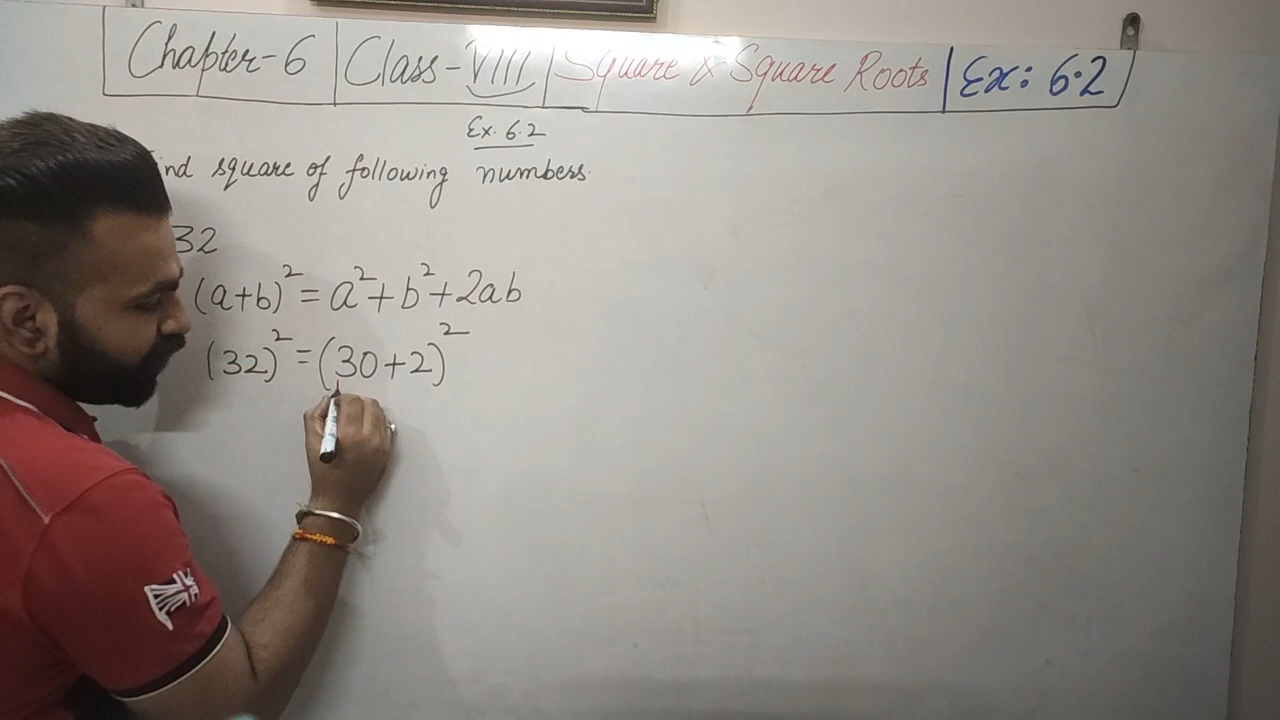 Chapter-6 | Class-VIII | Square & Square Roots | Ex: 6.2
Ex. 6.2
square of following numbers.
32
(a+b)² = a² + b² + 2ab
(32)² = (30+2)²